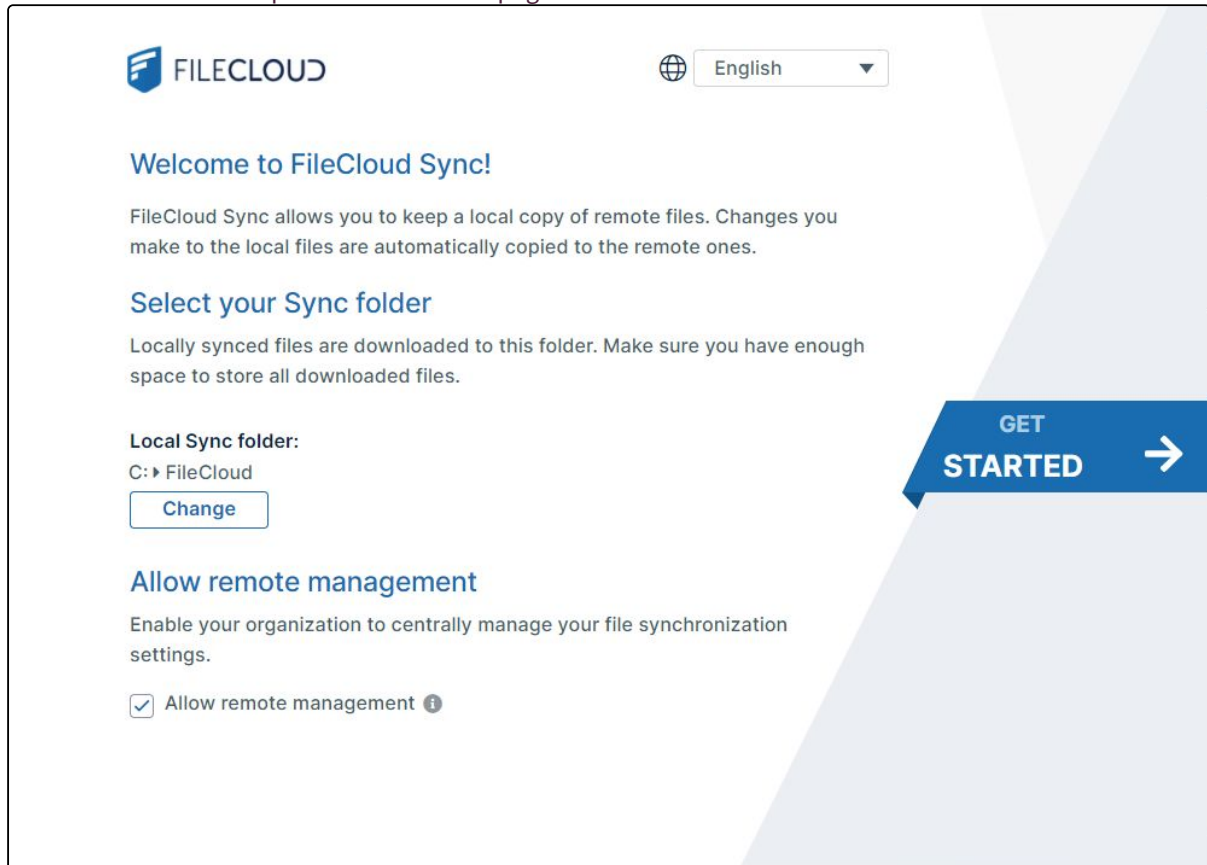 FILECLOUD
English
Welcome to FileCloud Sync!
FileCloud Sync allows you to keep a local copy of remote files. Changes you
make to the local files are automatically copied to the remote ones.
Select your Sync folder
Locally synced files are downloaded to this folder. Make sure you have enough
space to store all downloaded files.
Local Sync folder:
C: FileCloud
Change
GET
STARTED
Allow remote management
Enable your organization to centrally manage your file synchronization
settings.
Allow remote management